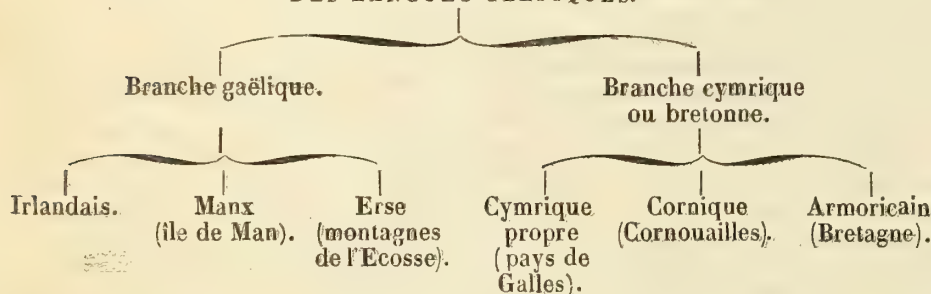 DES LANGUES CELTIQUES.
Branche gaëlique.
Branche cymrique
ou bretonne.
Irlandais.
Manx
(île de Man).
Erse
(montagnes
de l'Ecosse).
Cymrique
propre
(pays de
Galles).
Cornique
(Cornouailles).
Armoricain
(Bretagne).